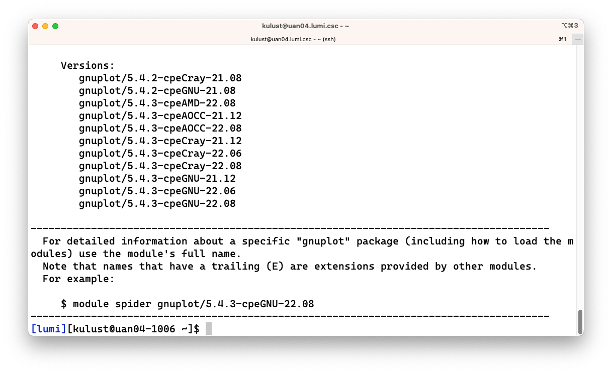 kulust@uan04.lumi.csc - ~
⌥⌘3
kulust@uan04.lumi.csc - ~ (ssh)
⌘1
Versions:
gnuplot/5.4.2-cpeCray-21.08
gnuplot/5.4.2-cpeGNU-21.08
gnuplot/5.4.3-cpeAMD-22.08
gnuplot/5.4.3-cpeAOCC-21.12
gnuplot/5.4.3-cpeAOCC-22.08
gnuplot/5.4.3-cpeCray-21.12
gnuplot/5.4.3-cpeCray-22.06
gnuplot/5.4.3-cpeCray-22.08
gnuplot/5.4.3-cpeGNU-21.12
gnuplot/5.4.3-cpeGNU-22.06
gnuplot/5.4.3-cpeGNU-22.08
--------------------------------------------------------------------------------------
For detailed information about a specific "gnuplot" package (including how to load the m
odules) use the module's full name.
Note that names that have a trailing (E) are extensions provided by other modules.
For example:
$ module spider gnuplot/5.4.3-cpeGNU-22.08
--------------------------------------------------------------------------------------
[lumi][kulust@uan04-1006 ~]$